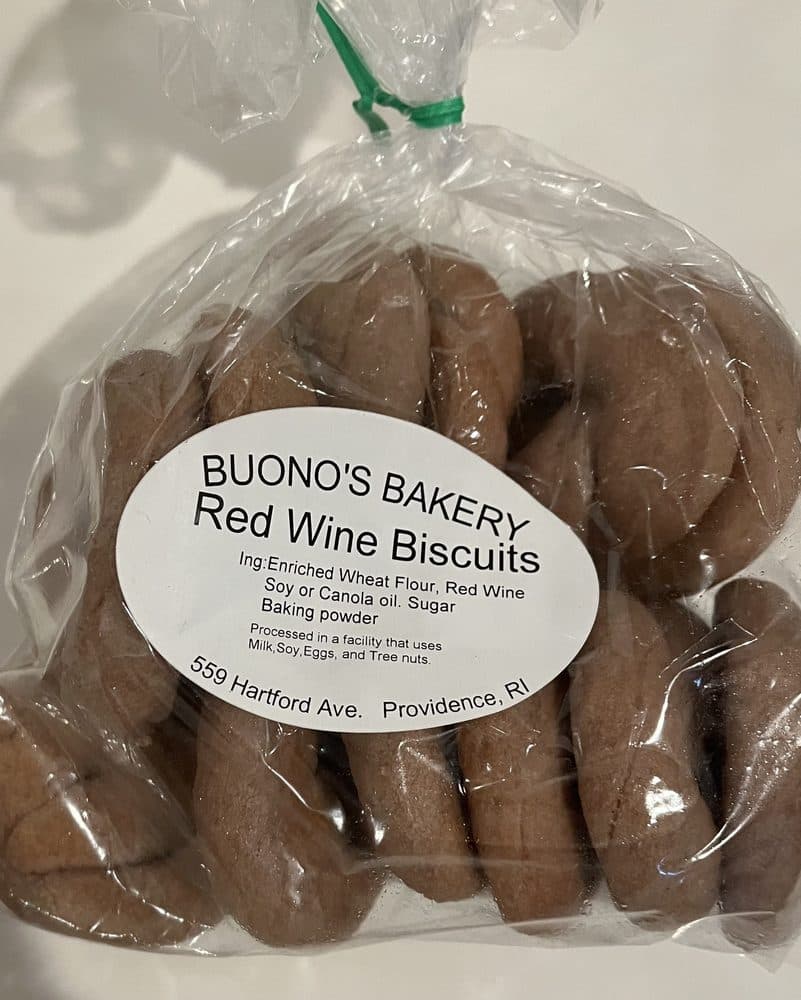 BUONO'S BAKERY
Red Wine Biscuits
Ing:Enriched Wheat Flour, Red Wine
Soy or Canola oil. Sugar
Baking powder
Processed in a facility that uses
Milk,Soy,Eggs, and Tree nuts.
559 Hartford Ave. Providence, RI